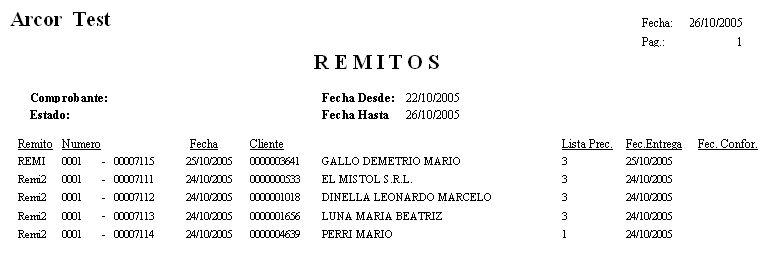 Arcor Test
Fecha: 26/10/2005
Pag.: 1
REMITOS
Comprobante: Fecha Desde: 22/10/2005
Estado: Fecha Hasta 26/10/2005
Remito Numero Fecha Cliente Lista Prec. Fec.Entrega Fec. Confor.
REMI 0001 - 00007115 25/10/2005 0000003641 GALLO DEMETRIO MARIO 3 25/10/2005
Remi2 0001 - 00007111 24/10/2005 0000000533 EL MISTOL S.R.L. 3 24/10/2005
Remi2 0001 - 00007112 24/10/2005 0000001018 DINELLA LEONARDO MARCELO 3 24/10/2005
Remi2 0001 - 00007113 24/10/2005 0000001656 LUNA MARIA BEATRIZ 3 24/10/2005
Remi2 0001 - 00007114 24/10/2005 0000004639 PERRI MARIO 1 24/10/2005